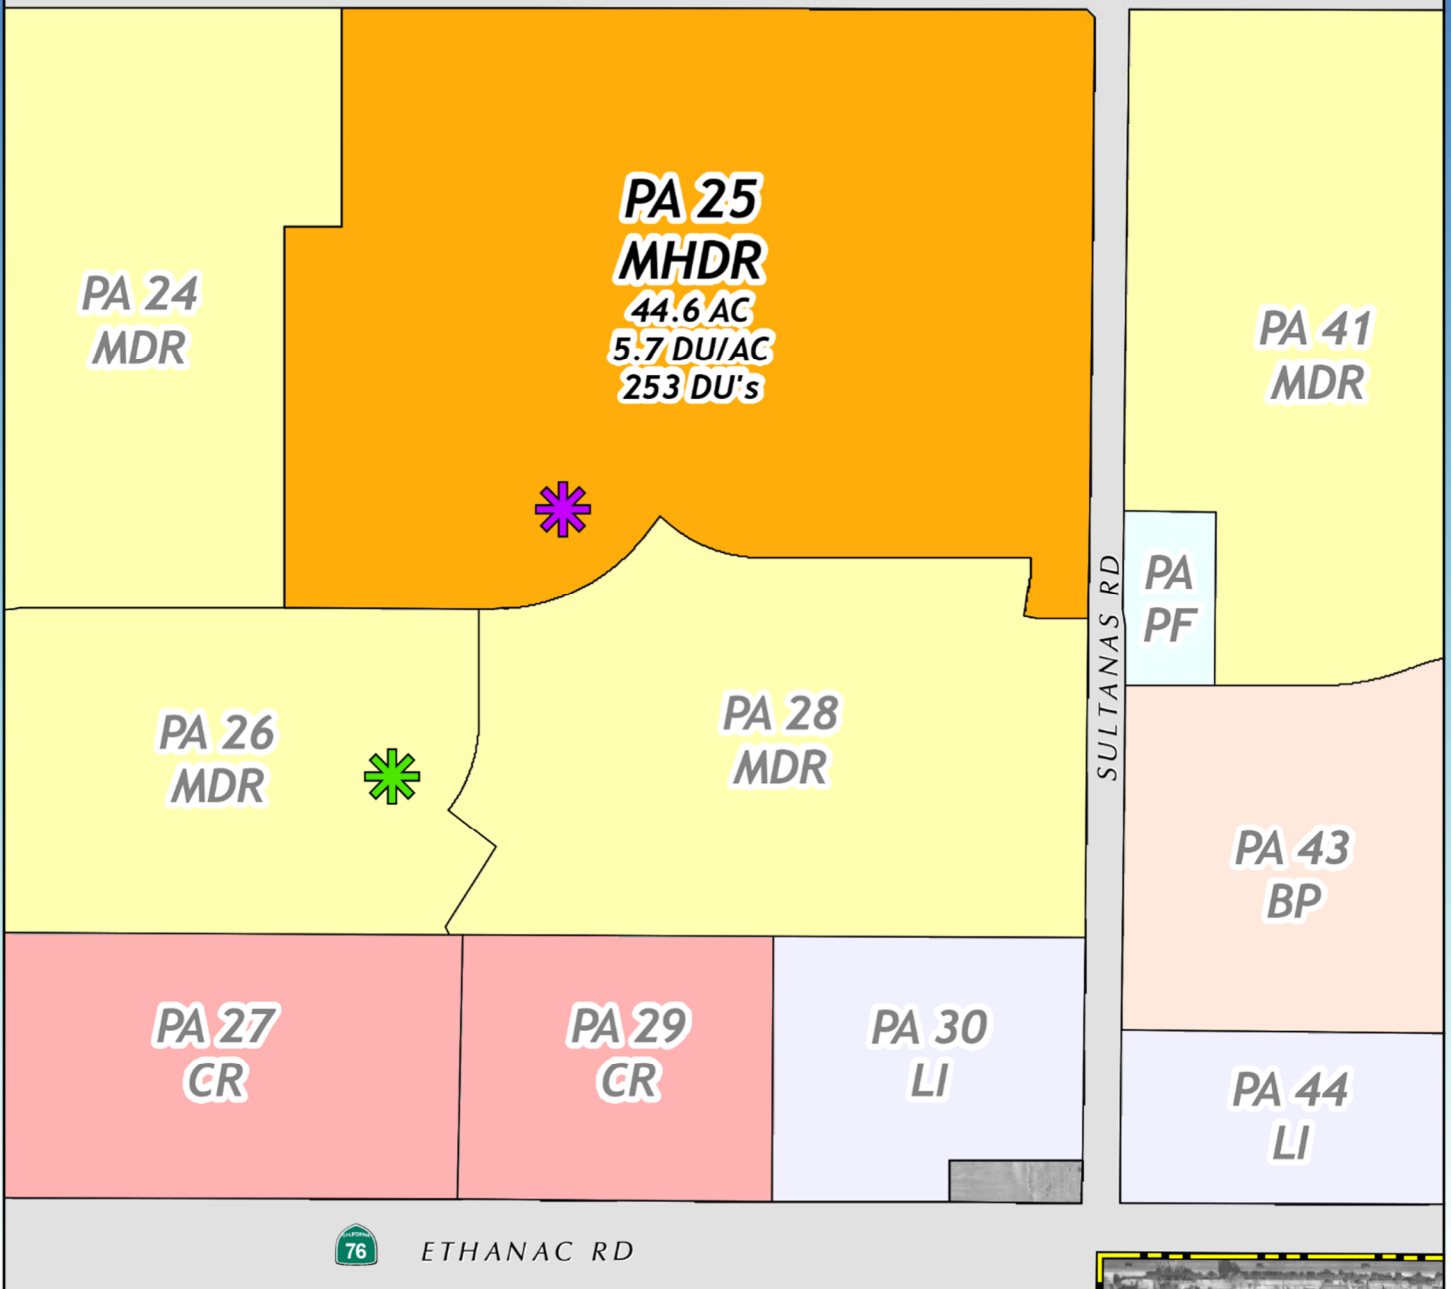 PA 25
MHDR
44.6 AC
5.7 DU/AC
253 DU's
PA 24
MDR
PA 41
MDR
PA
PF
SULTANAS RD
PA 26
MDR
PA 28
MDR
PA 43
BP
PA 27
CR
PA 29
CR
PA 30
LI
PA 44
LI
CALIFORNIA
76
ETHANAC RD